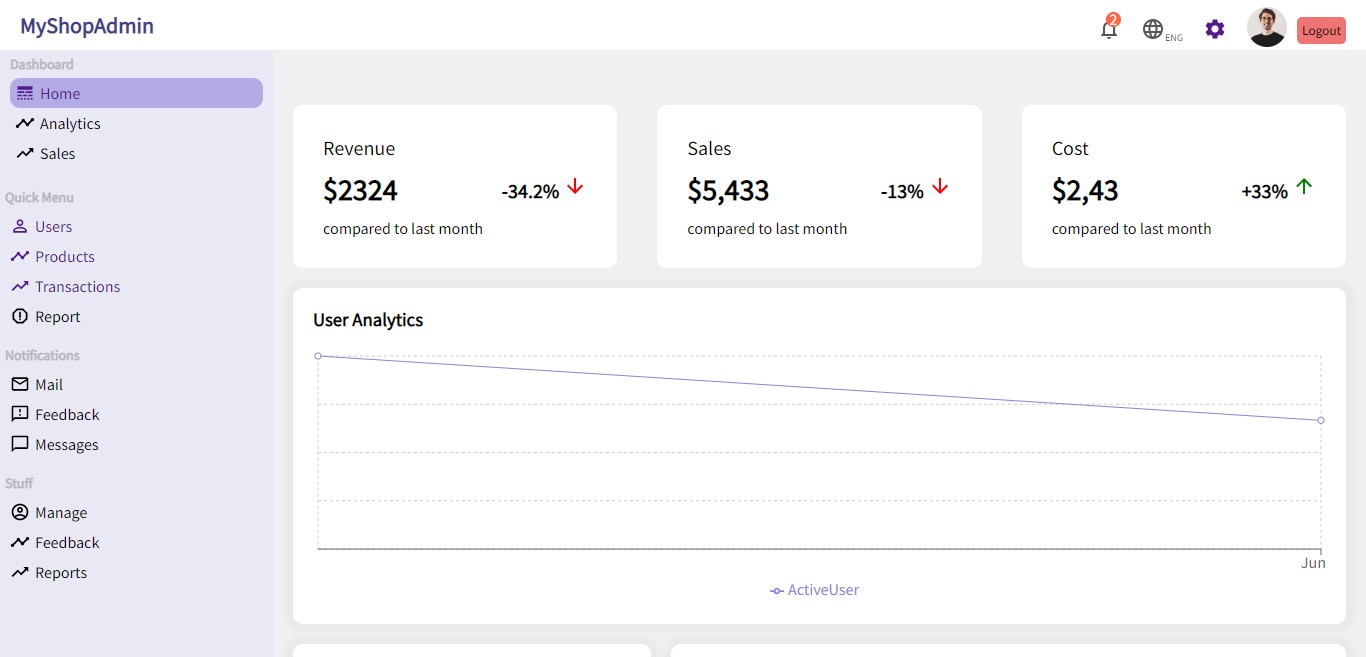 MyShopAdmin
2
ENG
Logout
Dashboard
Home
Analytics
Sales
Quick Menu
Users
Products
Transactions
Report
Notifications
Mail
Feedback
Messages
Stuff
Manage
Feedback
Reports
Revenue
$2324 -34.2%
compared to last month
Sales
$5,433 -13%
compared to last month
Cost
$2,43 +33%
compared to last month
User Analytics
Jun
ActiveUser